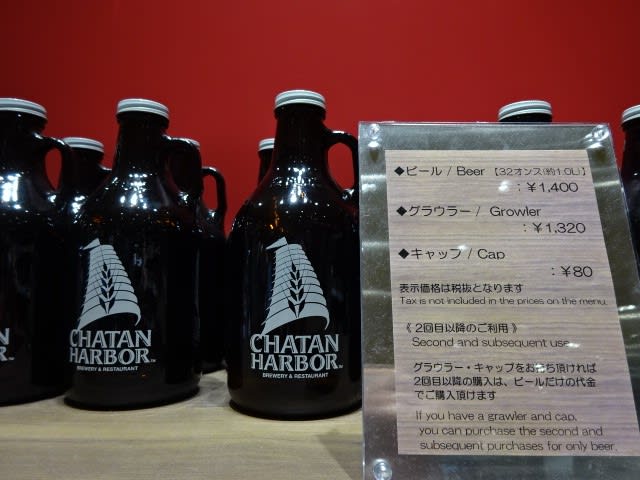 CHATAN
HARBOR™
BREWERY & RESTAURANT
CHATAN
HARBOR™
BREWERY & RESTAURANT
◆ビール / Beer 【32オンス(約1.0L)】
：¥1,400
◆グラウラー / Growler
：¥1,320
◆キャップ / Cap
：¥80
表示価格は税抜となります
Tax is not included in the prices on the menu.
《 2回目以降のご利用 》
Second and subsequent use
グラウラー・キャップをお持ち頂ければ
2回目以降の購入は、ビールだけの代金
でご購入頂けます
If you have a grawler and cap,
you can purchase the second and
subsequent purchases for only beer.